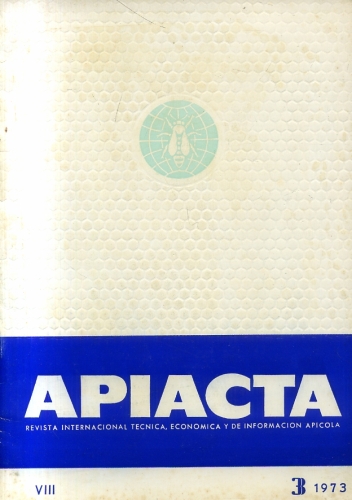 APIACTA
REVISTA INTERNACIONAL TECNICA, ECONOMICA Y DE INFORMACION APICOLA
VIII 3 1973